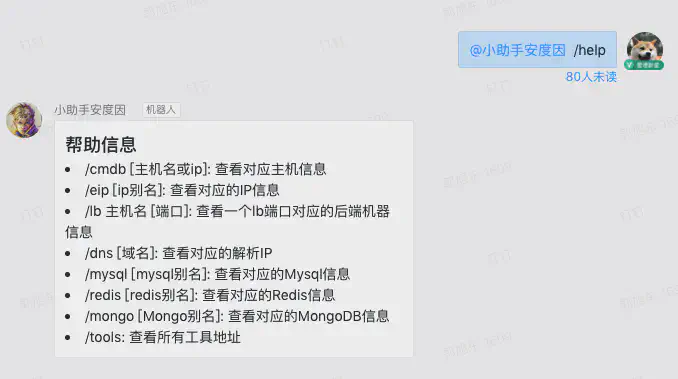 @小助手安度因 /help
80人未读
小助手安度因 机器人
帮助信息
• /cmdb [主机名或ip]: 查看对应主机信息
• /eip [ip别名]: 查看对应的IP信息
• /lb 主机名 [端口]: 查看一个lb端口对应的后端机器
信息
• /dns [域名]: 查看对应的解析IP
• /mysql [mysql别名]: 查看对应的Mysql信息
• /redis [redis别名]: 查看对应的Redis信息
• /mongo [Mongo别名]: 查看对应的MongoDB信息
• /tools: 查看所有工具地址